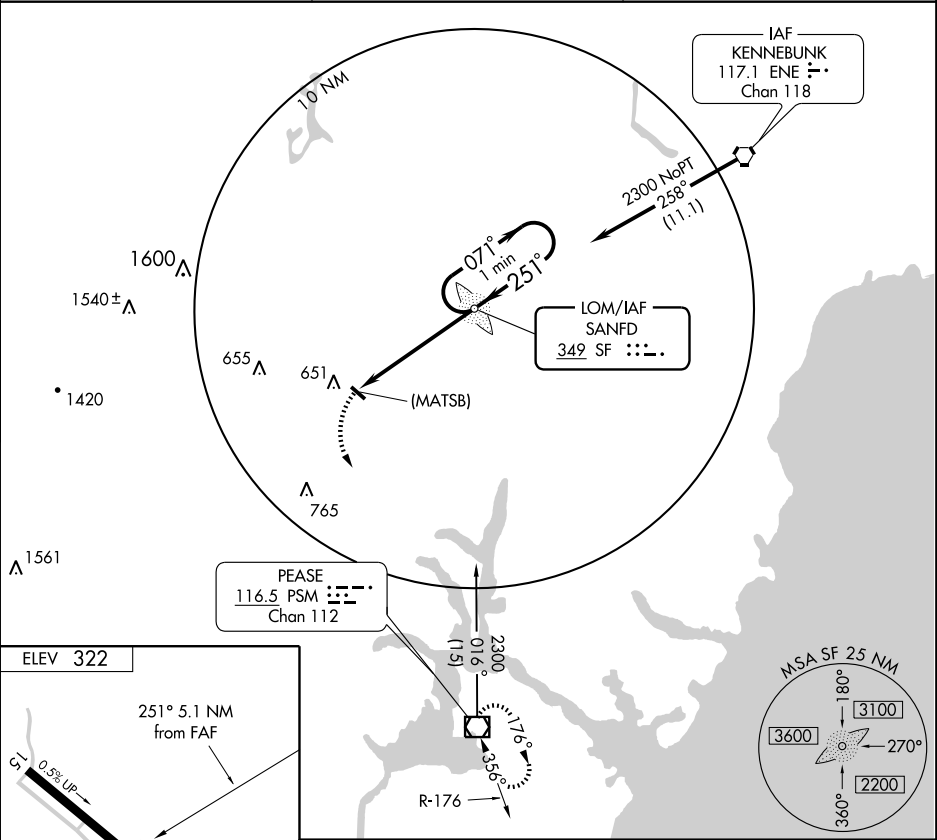 10 NM
IAF
KENNEBUNK
117.1 ENE
Chan 118
2300 NoPT
258°
(11.1)
071°
1 min
251°
1600
1540 ±
LOM/IAF
SANFD
349 SF
655
651
1420
(MATSB)
765
1561
PEASE
116.5 PSM
Chan 112
2300
016°
(15)
176°
356°
R-176
ELEV 322
251° 5.1 NM
from FAF
15
0.5% UP
MSA SF 25 NM
180°
3100
3600
270°
2200
360°